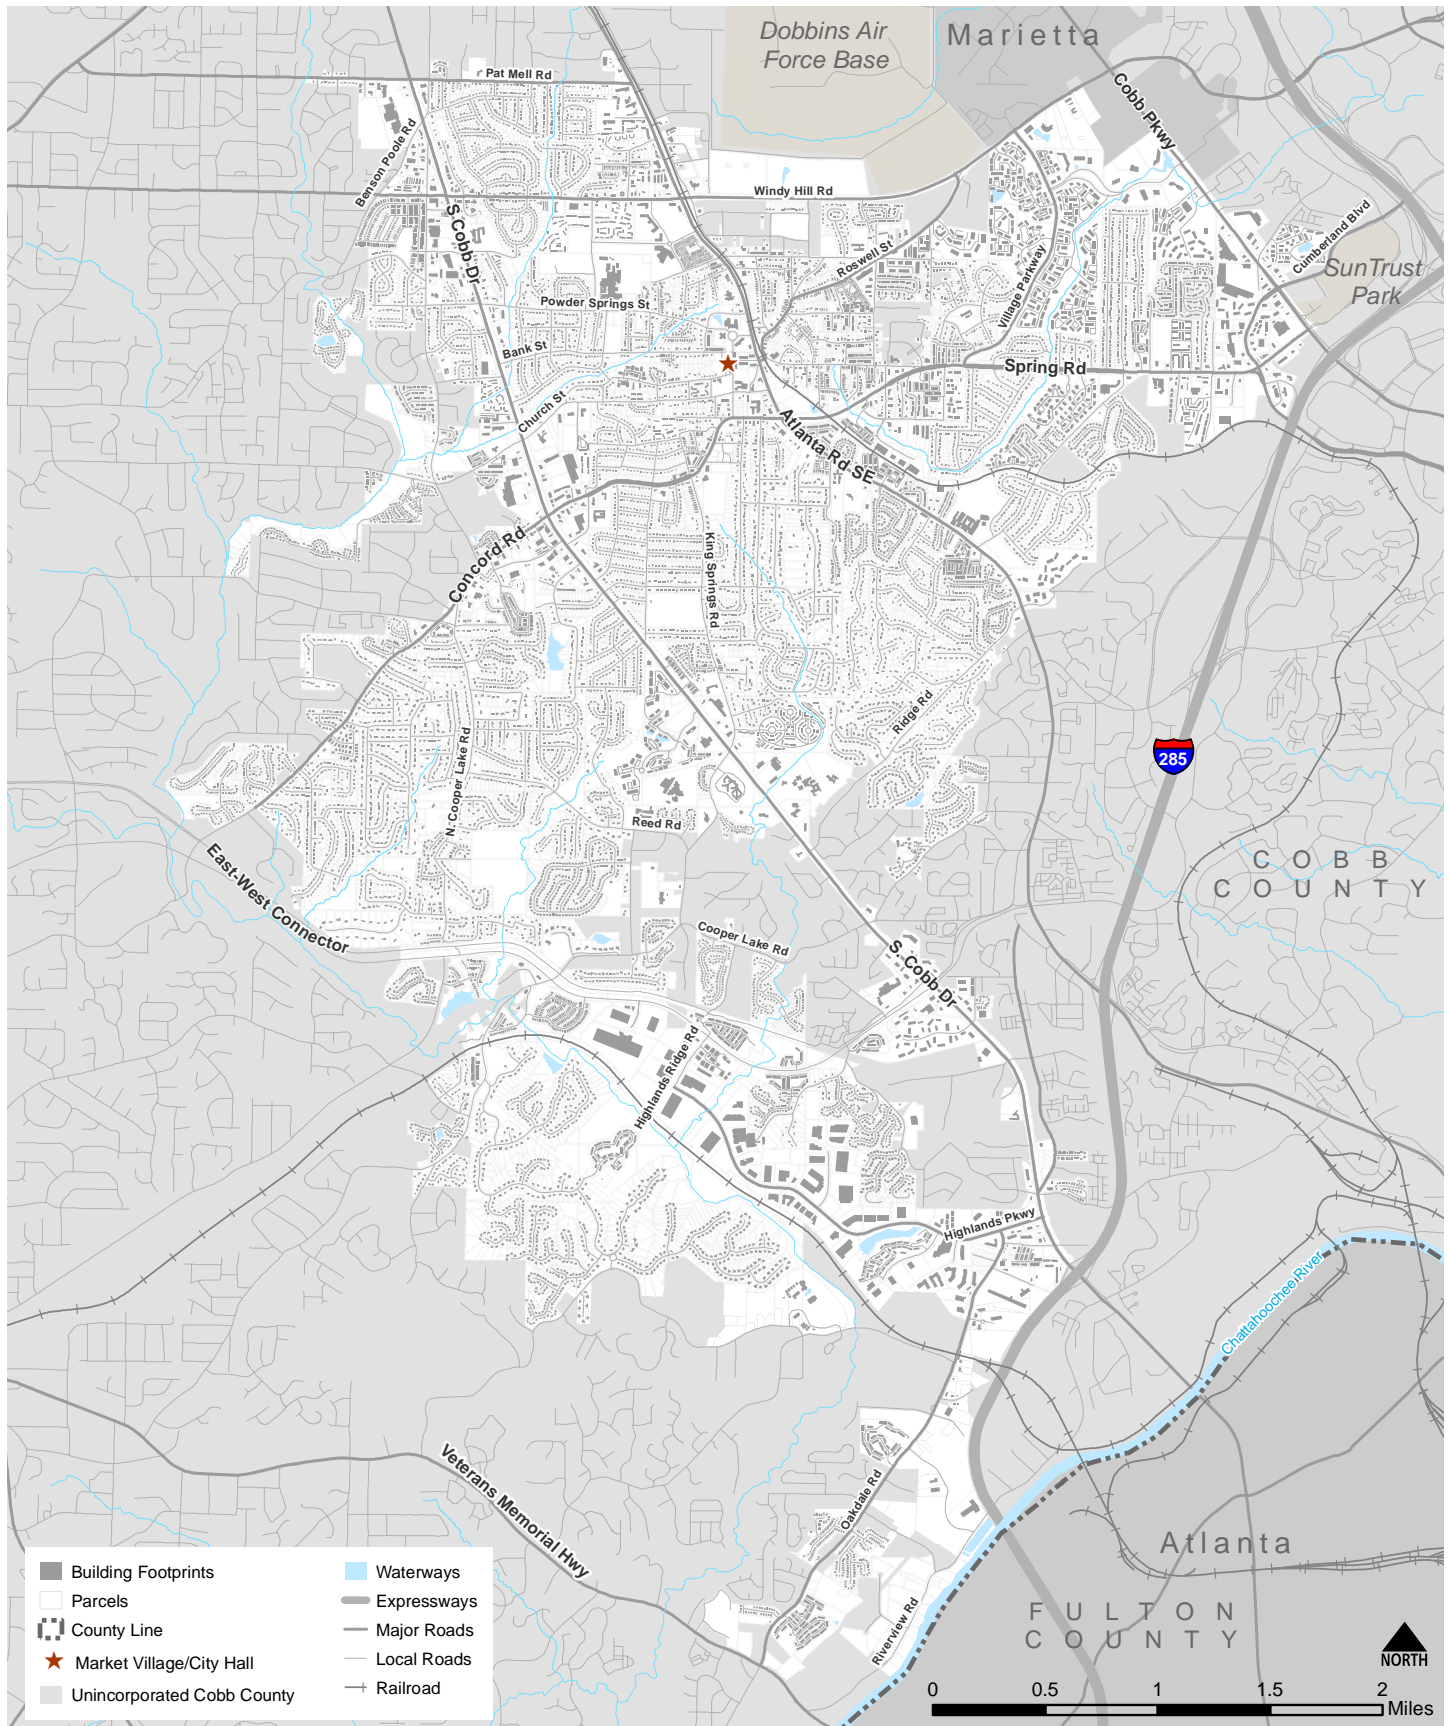 Dobbins Air
Force Base
Marietta
Pat Mell Rd
Cobb Pkwy
Benson Poole Rd
Windy Hill Rd
S Cobb Dr
Roswell St
Cumberland Blvd
SunTrust
Park
Village Parkway
Powder Springs St
Bank St
Spring Rd
Church St
Atlanta Rd SE
Concord Rd
King Springs Rd
Ridge Rd
N. Cooper Lake Rd
285
Reed Rd
East-West Connector
COBB
COUNTY
Cooper Lake Rd
S. Cobb Dr
Highlands Ridge Rd
Highlands Pkwy
Chattahoochee River
Veterans Memorial Hwy
Oakdale Rd
Atlanta
Riverview Rd
FULTON
COUNTY
Building Footprints
Parcels
County Line
Market Village/City Hall
Unincorporated Cobb County
Waterways
Expressways
Major Roads
Local Roads
Railroad
NORTH
0 0.5 1 1.5 2
Miles